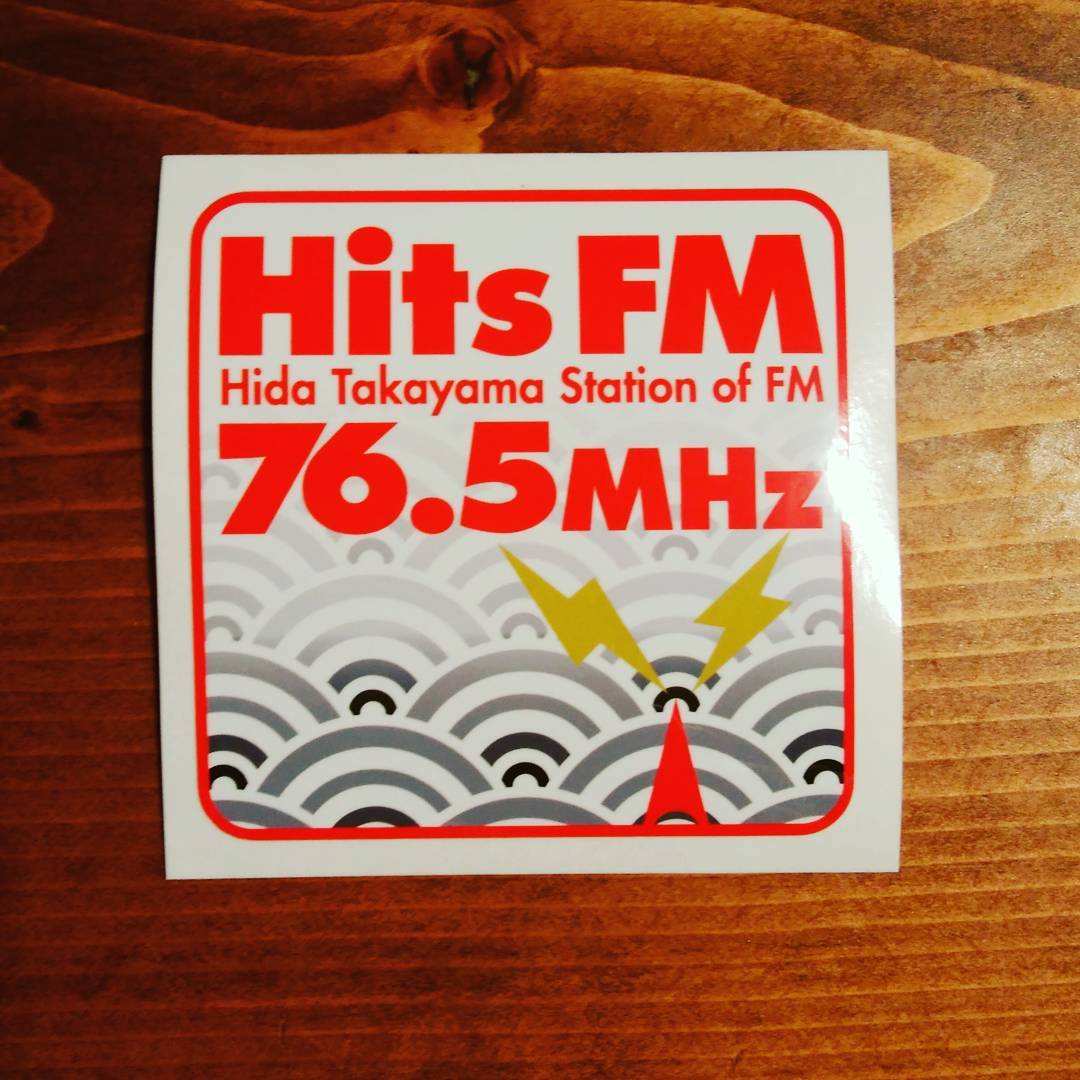 Hits FM
Hida Takayama Station of FM
76.5MHz